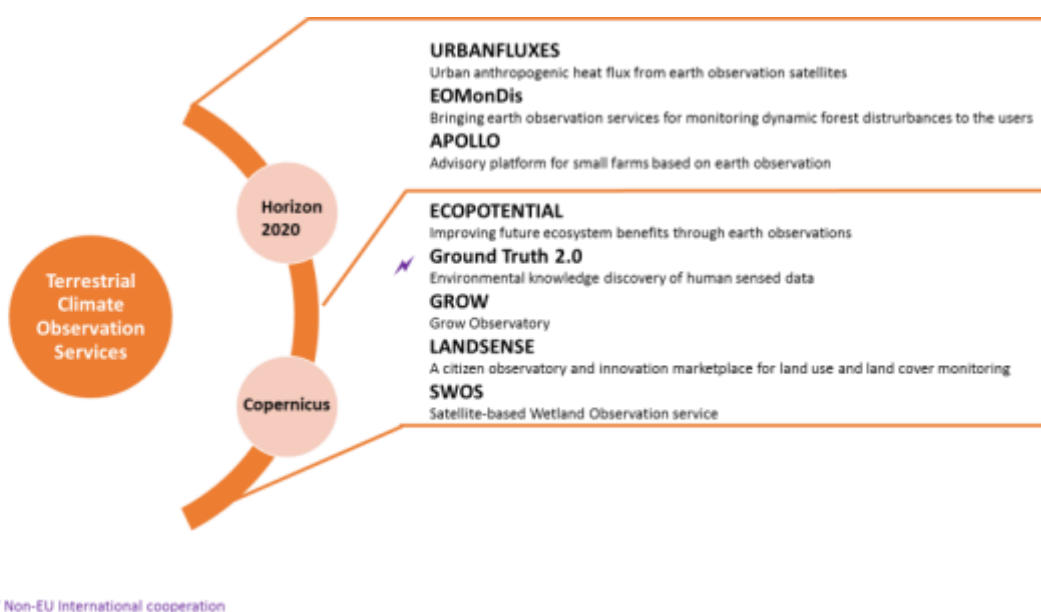 URBANFLUXES
Urban anthropogenic heat flux from earth observation satellites
EOMonDis
Bringing earth observation services for monitoring dynamic forest distrurbances to the users
APOLLO
Advisory platform for small farms based on earth observation
Horizon
2020
ECOPOTENTIAL
Improving future ecosystem benefits through earth observations
Ground Truth 2.0
Environmental knowledge discovery of human sensed data
GROW
Grow Observatory
LANDSENSE
A citizen observatory and innovation marketplace for land use and land cover monitoring
SWOS
Satellite-based Wetland Observation service
Terrestrial
Climate
Observation
Services
Copernicus
Non-EU International cooperation